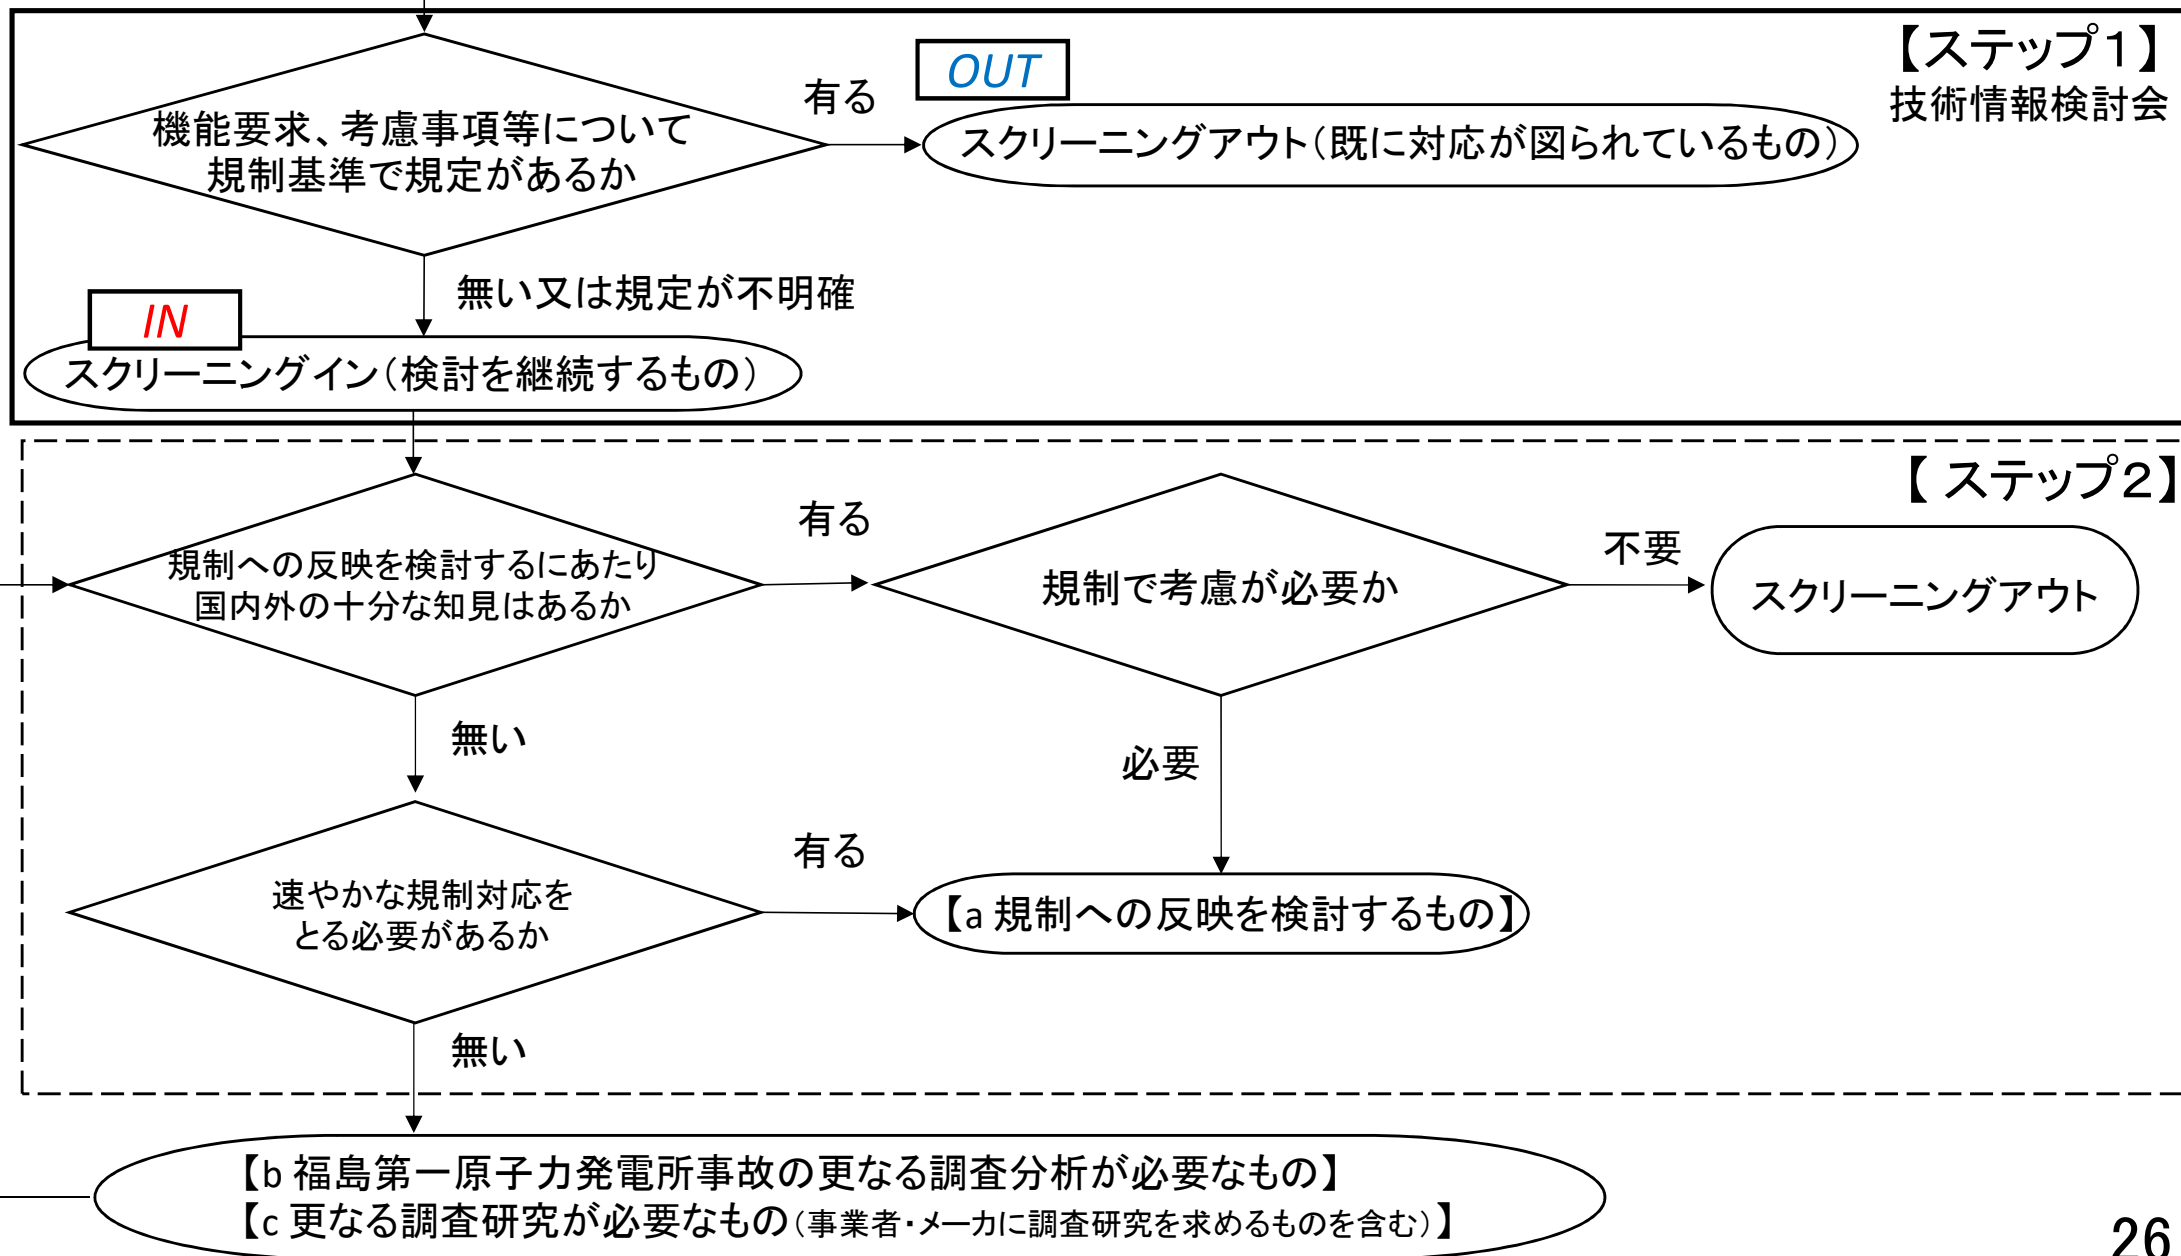 【ステップ1】
技術情報検討会
OUT
有る
機能要求、考慮事項等について
規制基準で規定があるか
スクリーニングアウト（既に対応が図られているもの）
無い又は規定が不明確
IN
スクリーニングイン（検討を継続するもの）
【 ステップ2】
有る
不要
規制への反映を検討するにあたり
国内外の十分な知見はあるか
規制で考慮が必要か
スクリーニングアウト
無い
必要
有る
速やかな規制対応を
とる必要があるか
【a 規制への反映を検討するもの】
無い
【b 福島第一原子力発電所事故の更なる調査分析が必要なもの】
【c 更なる調査研究が必要なもの（事業者・メーカに調査研究を求めるものを含む）】
26